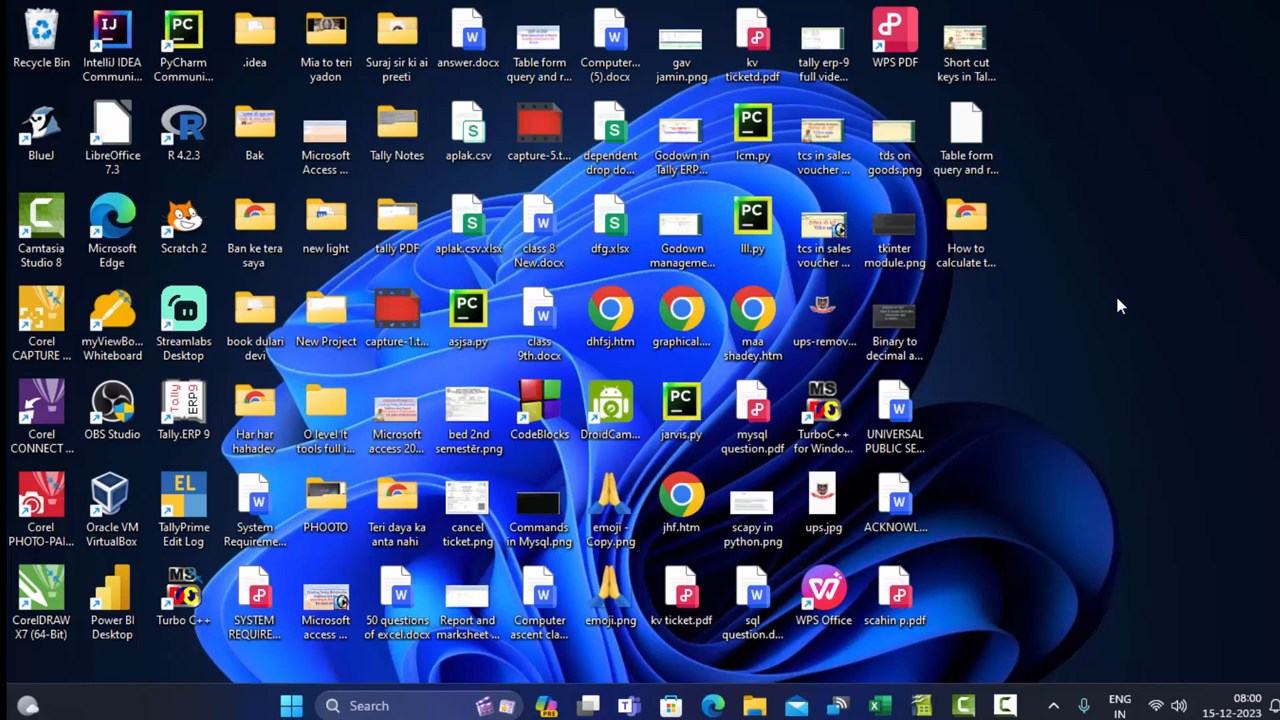 Recycle Bin
IntelliJ IDEA Communi...
PyCharm Communi...
.idea
Mia to teri yadon
Suraj sir ki ai preeti
answer.docx
Table form query and r...
Computer... (5).docx
gav jamin.png
kv ticketd.pdf
tally erp-9 full vide...
WPS PDF
Short cut keys in Tal...
BlueJ
LibreOffice 7.3
R 4.2.3
Bak
Microsoft Access ...
Tally Notes
aplak.csv
capture-5.t...
dependent drop do...
Godown in Tally ERP...
lcm.py
tcs in sales voucher ...
tds on goods.png
Table form query and r...
Camtasia Studio 8
Microsoft Edge
Scratch 2
Ban ke tera saya
new light
tally PDF
aplak.csv.xlsx
class 8 New.docx
dfg.xlsx
Godown manageme...
lll.py
tcs in sales voucher ...
tkinter module.png
How to calculate t...
Corel CAPTURE ...
myViewBo... Whiteboard
Streamlabs Desktop
book dulari devi
New Project
capture-1.t...
asjsa.py
class 9th.docx
dhfsj.htm
graphical....
maa shadey.htm
ups-remov...
Binary to decimal a...
Corel CONNECT ...
OBS Studio
Tally.ERP 9
Har har hahadev
O level it tools full i...
Microsoft access 20...
bed 2nd semester.png
CodeBlocks
DroidCam...
jarvis.py
mysql question.pdf
TurboC++ for Windo...
UNIVERSAL PUBLIC SE...
Corel PHOTO-PAI...
Oracle VM VirtualBox
TallyPrime Edit Log
System Requireme...
PHOOTO
Teri daya ka anta nahi
cancel ticket.png
Commands in Mysql.png
emoji - Copy.png
jhf.htm
scapy in python.png
ups.jpg
ACKNOWL...
CorelDRAW X7 (64-Bit)
Power BI Desktop
Turbo C++
SYSTEM REQUIRE...
Microsoft access ...
50 questions of excel.docx
Report and marksheet ...
Computer ascent cla...
emoji.png
kv ticket.pdf
sql question.d...
WPS Office
scahin p.pdf
Search
PRE
ENG
IN
08:00
15-12-2023